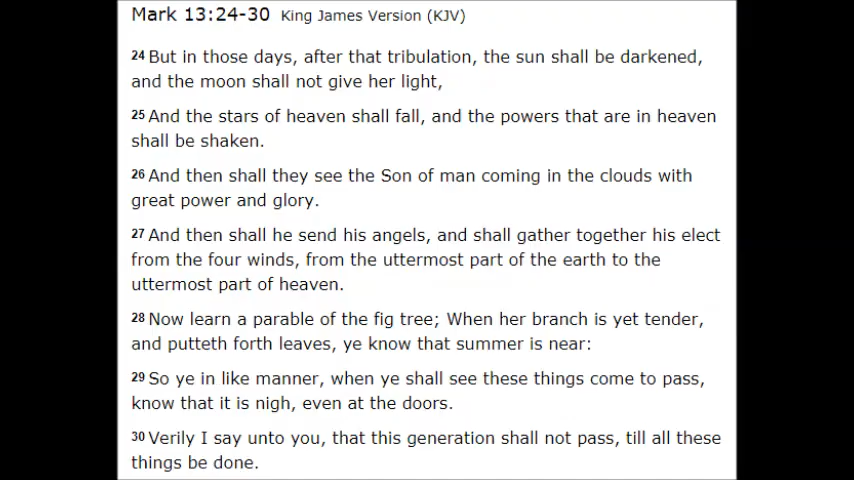 Mark 13:24-30 King James Version (KJV)
24 But in those days, after that tribulation, the sun shall be darkened,
and the moon shall not give her light,
25 And the stars of heaven shall fall, and the powers that are in heaven
shall be shaken.
26 And then shall they see the Son of man coming in the clouds with
great power and glory.
27 And then shall he send his angels, and shall gather together his elect
from the four winds, from the uttermost part of the earth to the
uttermost part of heaven.
28 Now learn a parable of the fig tree; When her branch is yet tender,
and putteth forth leaves, ye know that summer is near:
29 So ye in like manner, when ye shall see these things come to pass,
know that it is nigh, even at the doors.
30 Verily I say unto you, that this generation shall not pass, till all these
things be done.